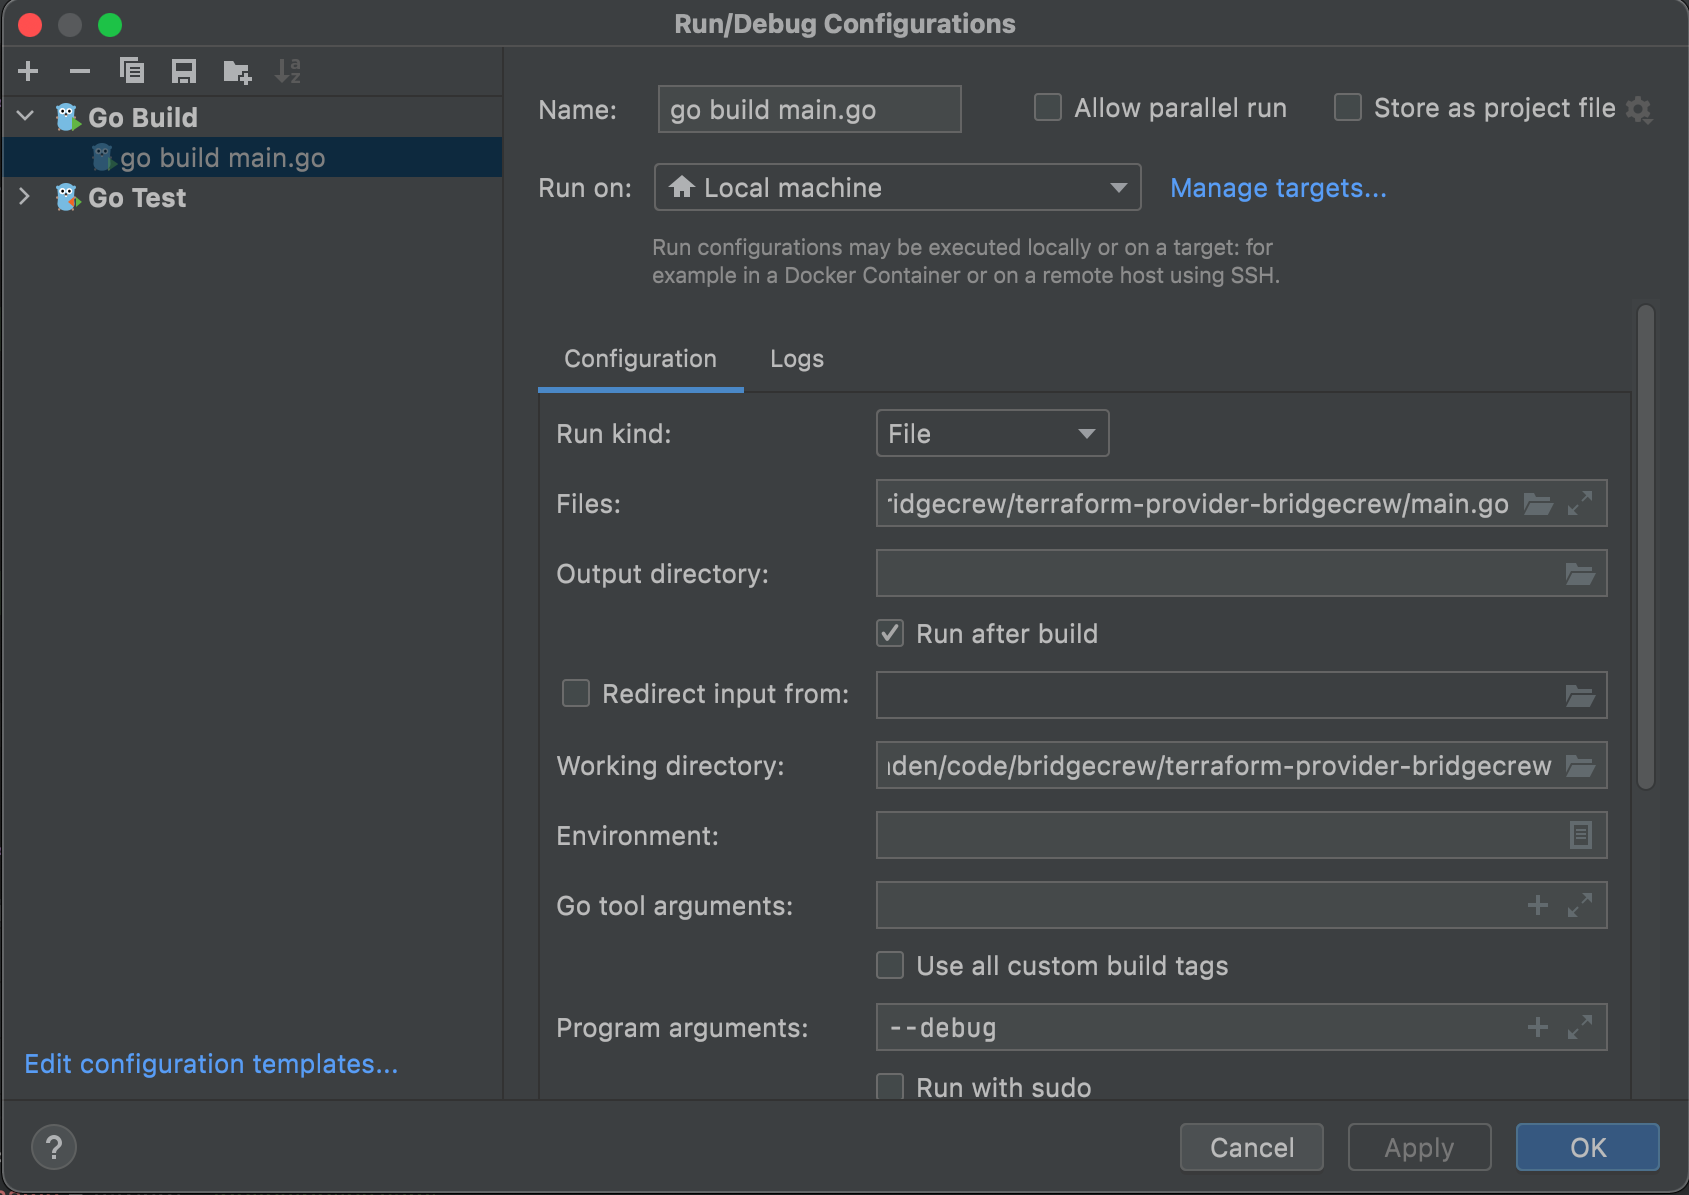 Run/Debug Configurations
Go Build
go build main.go
Go Test
Edit configuration templates...
Name: go build main.go Allow parallel run Store as project file
Run on: Local machine Manage targets...
Run configurations may be executed locally or on a target: for
example in a Docker Container or on a remote host using SSH.
Configuration Logs
Run kind: File
Files: ridgecrew/terraform-provider-bridgecrew/main.go
Output directory:
Run after build
Redirect input from:
Working directory: den/code/bridgecrew/terraform-provider-bridgecrew
Environment:
Go tool arguments:
Use all custom build tags
Program arguments: --debug
Run with sudo
? Cancel Apply OK